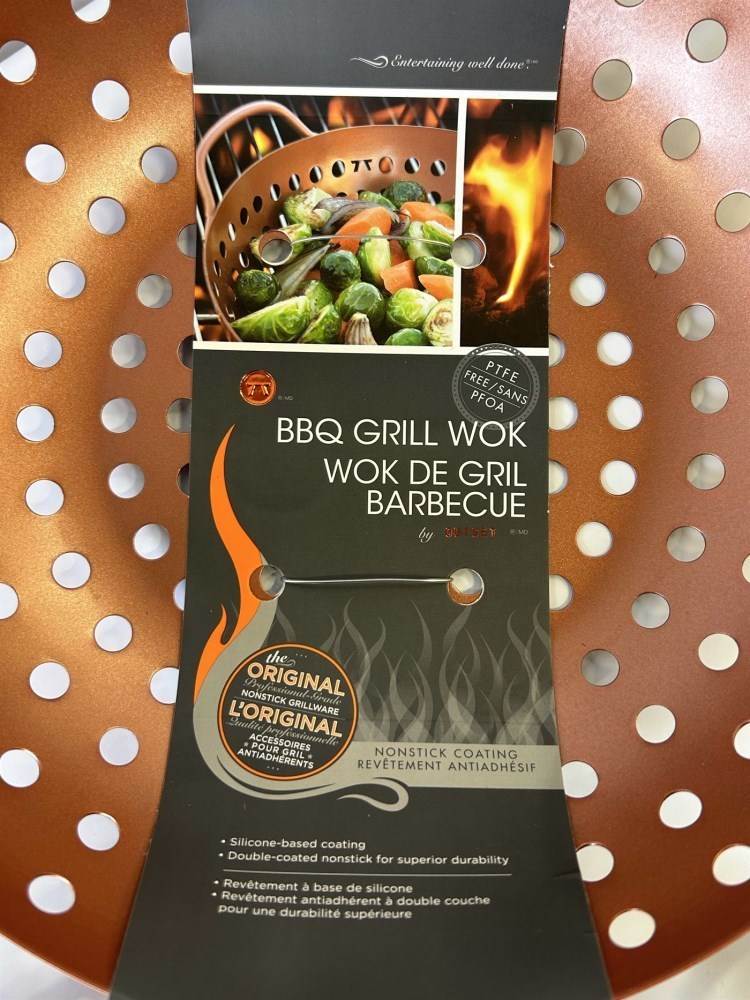 Entertaining well done
PTFE
FREE/SANS
PFOA
BBQ GRILL WOK
WOK DE GRIL
BARBECUE
by OUTSET ®/MD
the
ORIGINAL
Professional-Grade
NONSTICK GRILLWARE
L'ORIGINAL
Qualité professionnelle
ACCESSOIRES
* POUR GRIL *
ANTIADHÉRENTS
NONSTICK COATING
REVÊTEMENT ANTIADHÉSIF
• Silicone-based coating
• Double-coated nonstick for superior durability
• Revêtement à base de silicone
• Revêtement antiadhérent à double couche
pour une durabilité supérieure